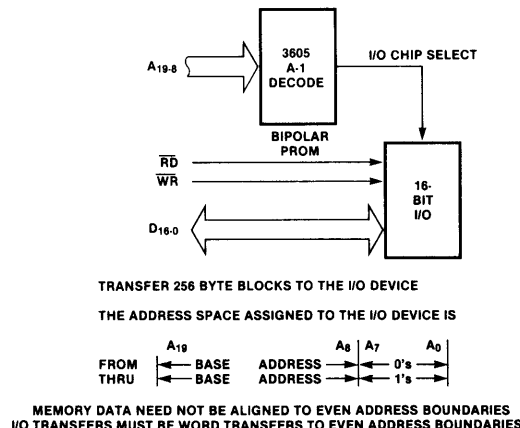 3605
A-1
DECODE
I/O CHIP SELECT
A19-8
BIPOLAR
PROM
RD
WR
16-
BIT
I/O
D16-0
TRANSFER 256 BYTE BLOCKS TO THE I/O DEVICE
THE ADDRESS SPACE ASSIGNED TO THE I/O DEVICE IS
A19 A8 A7 A0
FROM BASE ADDRESS 0's
THRU BASE ADDRESS 1's
MEMORY DATA NEED NOT BE ALIGNED TO EVEN ADDRESS BOUNDARIES
I/O TRANSFERS MUST BE WORD TRANSFERS TO EVEN ADDRESS BOUNDARIES